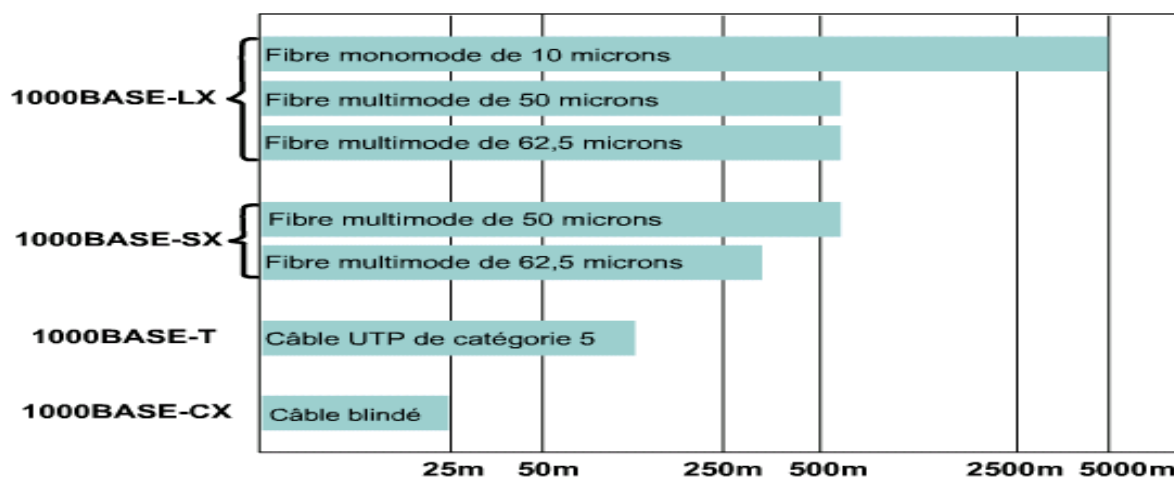 Fibre monomode de 10 microns
1000BASE-LX
Fibre multimode de 50 microns
Fibre multimode de 62,5 microns
Fibre multimode de 50 microns
1000BASE-SX
Fibre multimode de 62,5 microns
1000BASE-T
Câble UTP de catégorie 5
1000BASE-CX
Câble blindé
25m 50m 250m 500m 2500m 5000m